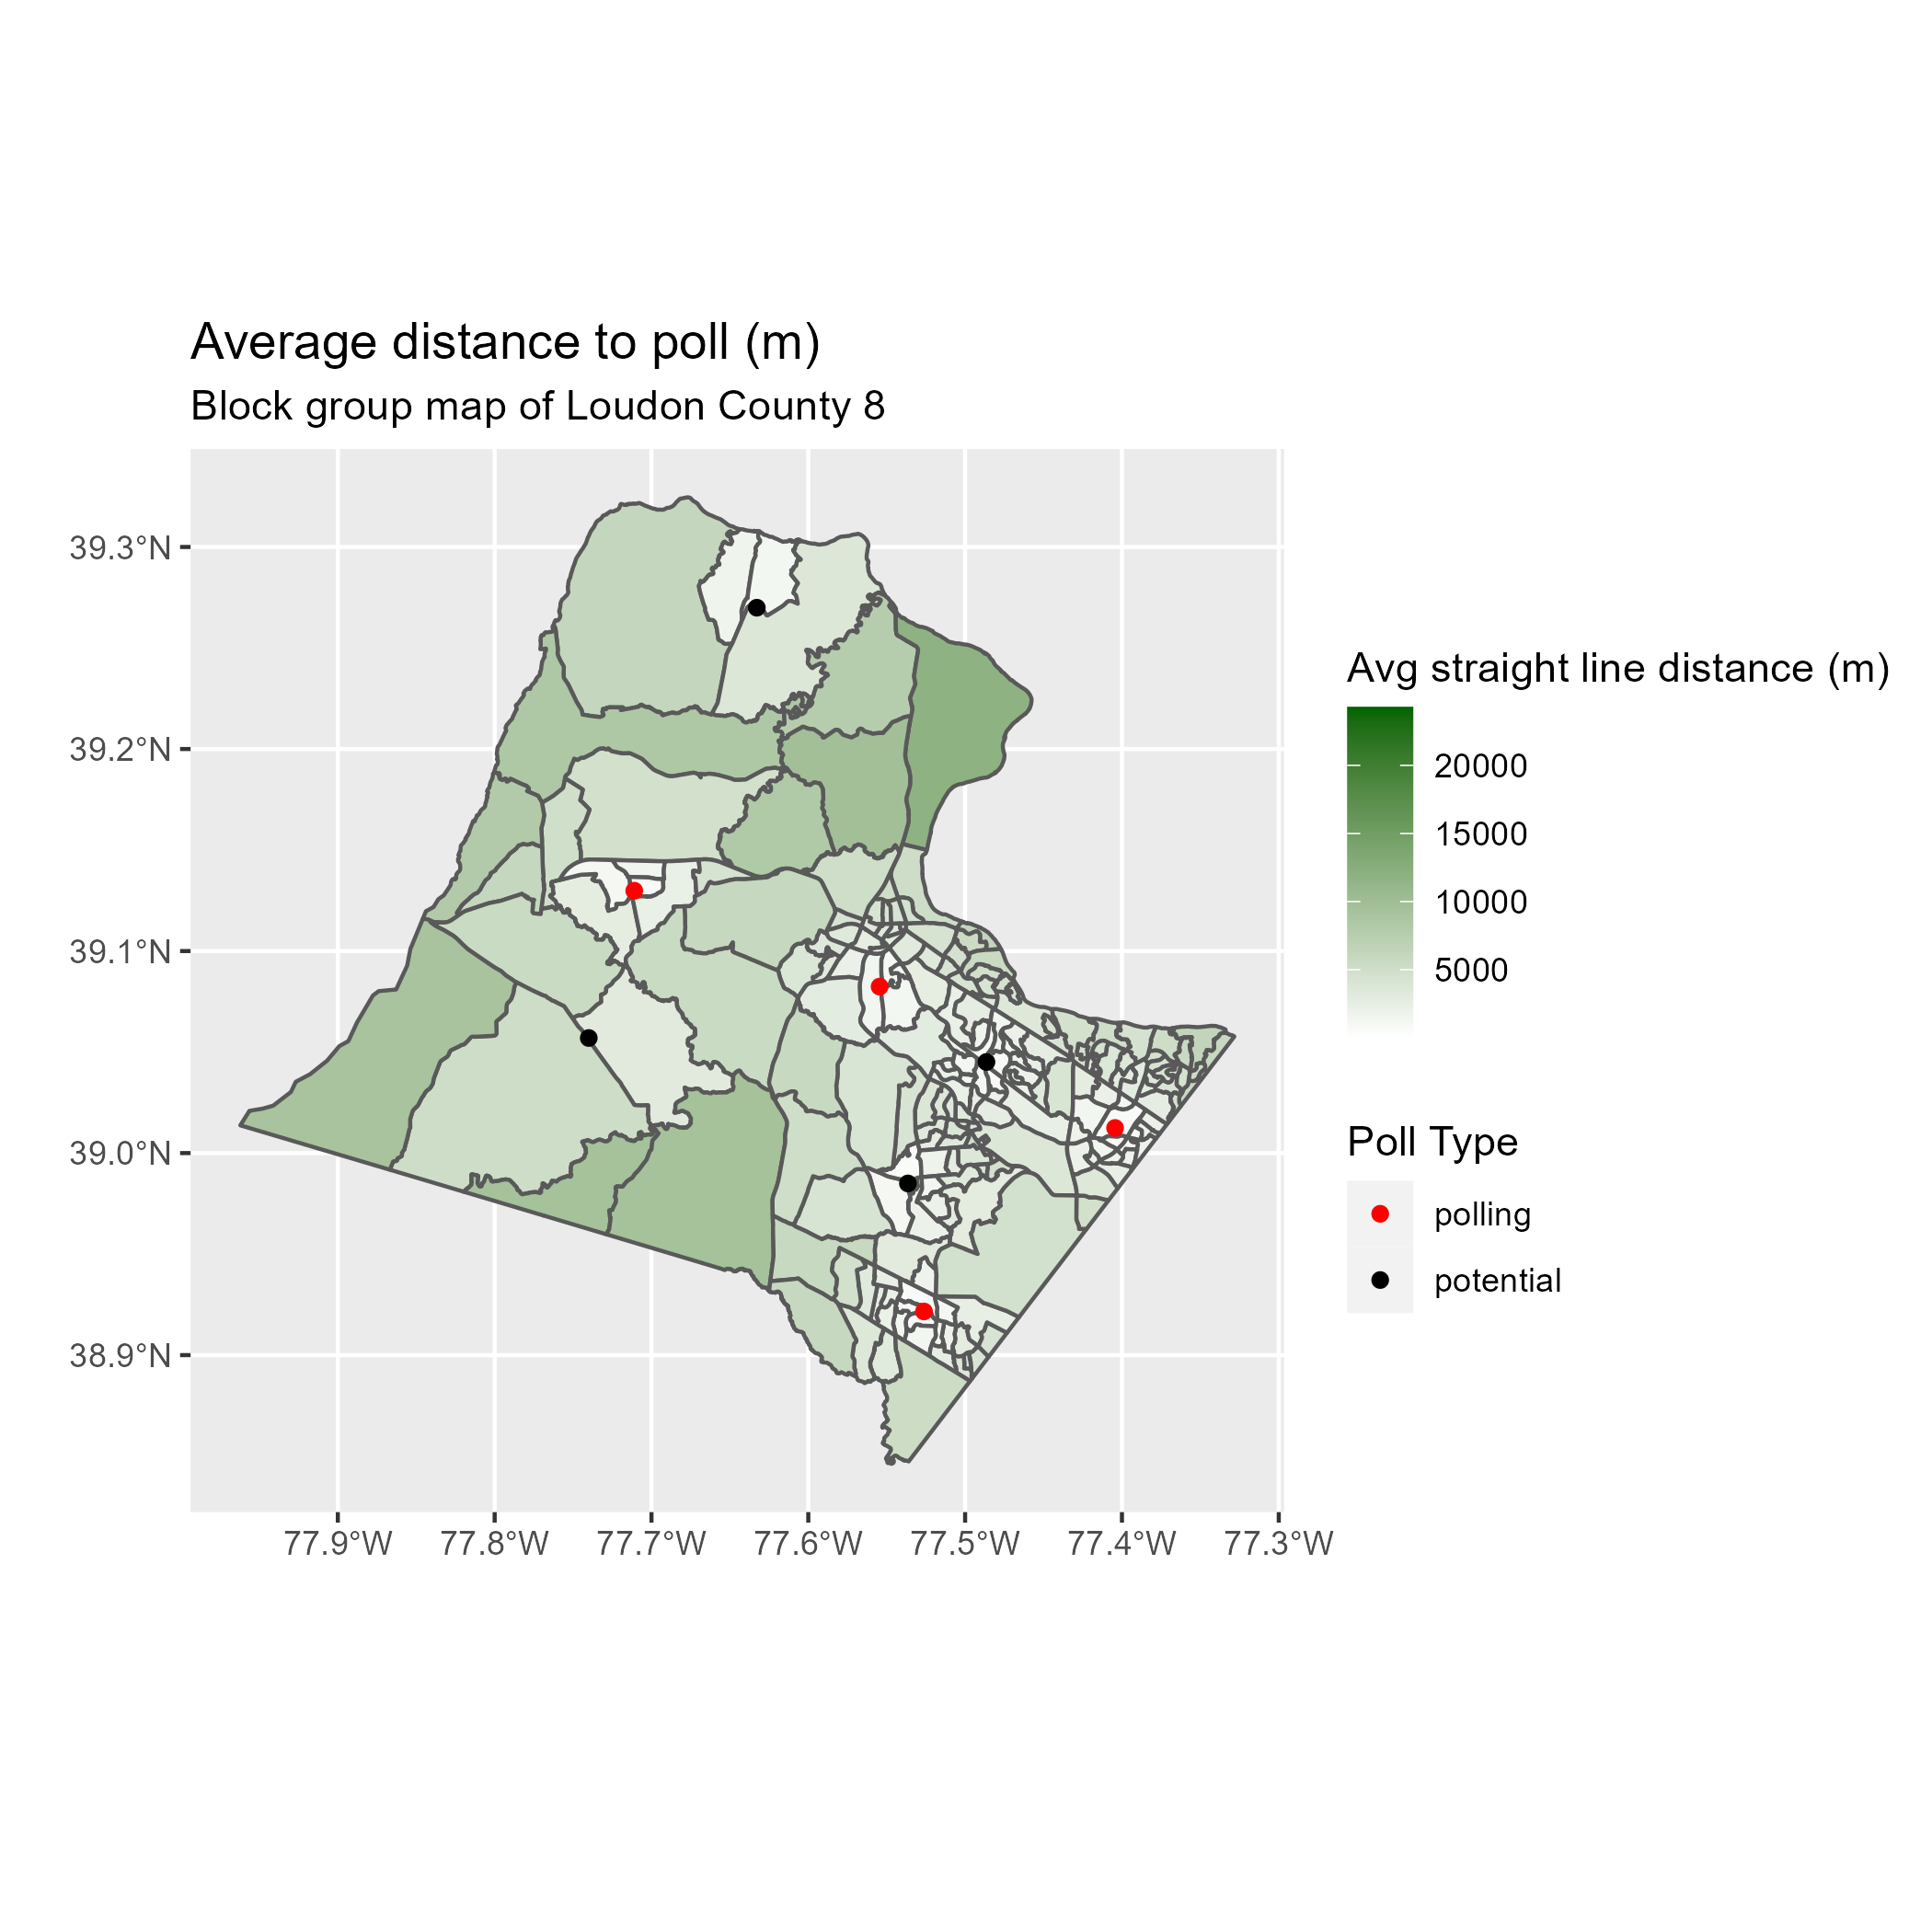 Average distance to poll (m)
Block group map of Loudon County 8
39.3°N
39.2°N
39.1°N
39.0°N
38.9°N
77.9°W
77.8°W
77.7°W
77.6°W
77.5°W
77.4°W
77.3°W
Avg straight line distance (m)
20000
15000
10000
5000
Poll Type
polling
potential